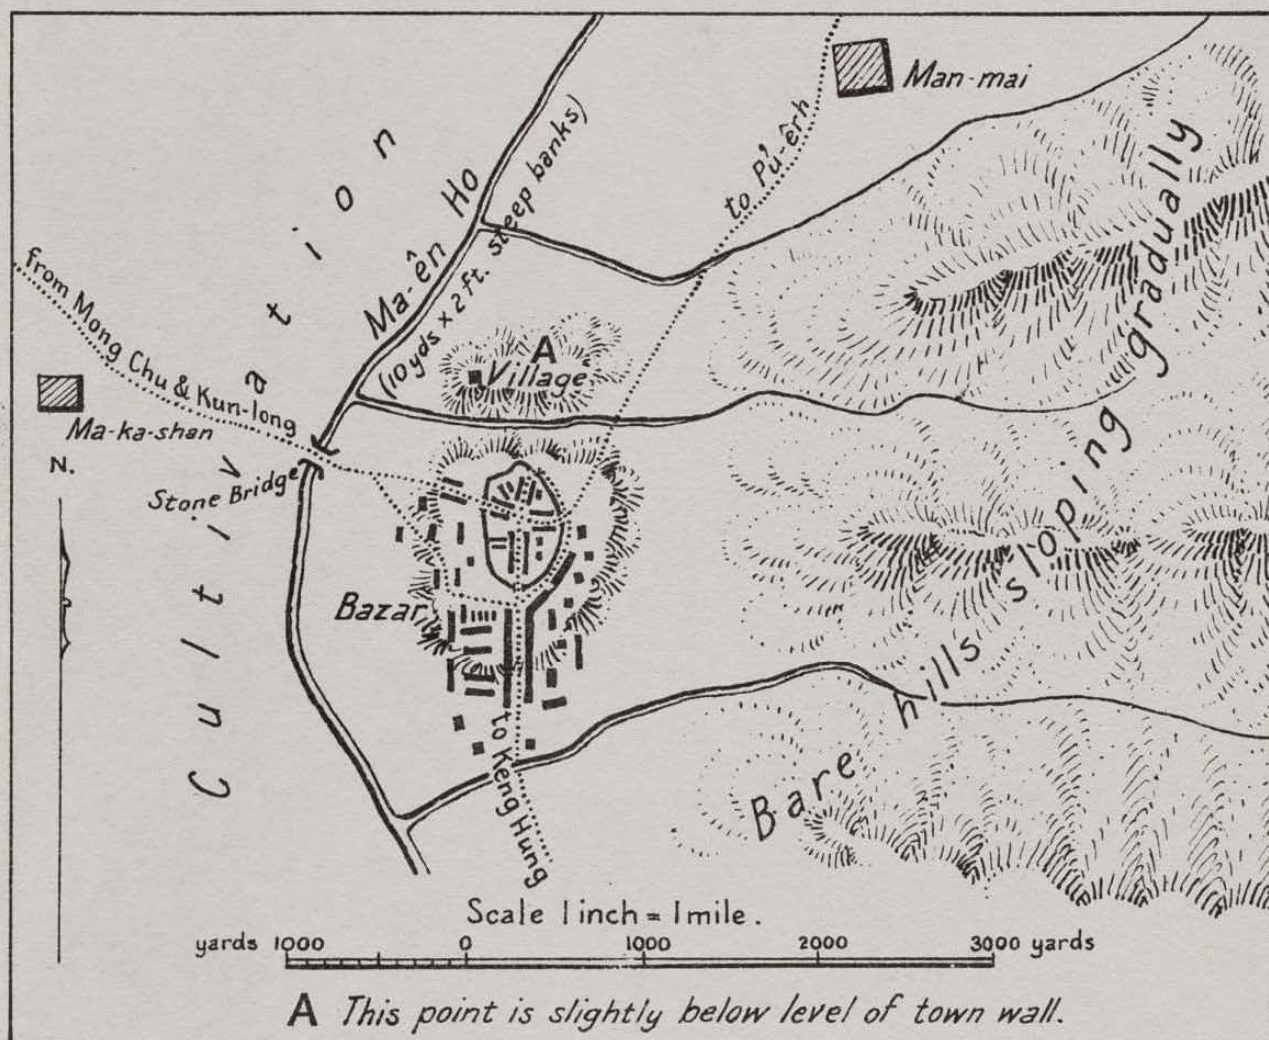 Man-mai
to P'u-êrh
Ma-ên Ho
(10 yds × 2 ft. steep banks)
from Mong Chu & Kun-long
Ma-ka-shan
N.
Stone Bridge
Cultivation
A
Village
Bazar
to Keng Hung
Bare hills sloping gradually
Scale 1 inch = 1 mile.
yards 1000 0 1000 2000 3000 yards
A This point is slightly below level of town wall.